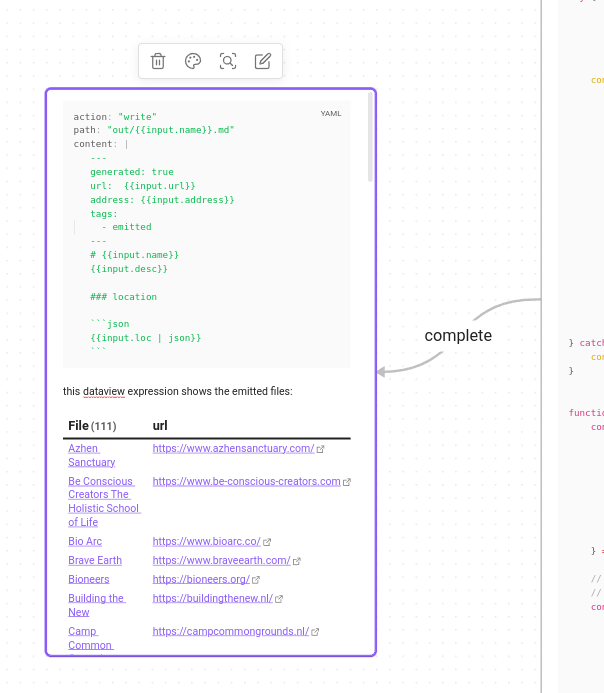 YAML
action: "write"
path: "out/{{input.name}}.md"
content: |
---
generated: true
url:  {{input.url}}
address: {{input.address}}
tags:
- emitted
---
# {{input.name}}
{{input.desc}}
### location
```json
{{input.loc | json}}
```
this dataview expression shows the emitted files:
File (111) url
Azhen https://www.azhensanctuary.com/
Sanctuary
Be Conscious https://www.be-conscious-creators.com
Creators The
Holistic School
of Life
Bio Arc https://www.bioarc.co/
Brave Earth https://www.braveearth.com/
Bioneers https://bioneers.org/
Building the https://buildingthenew.nl/
New
Camp https://campcommongrounds.nl/
Common
complete
con
} catch
con
}
functio
con
} =
//
//
con